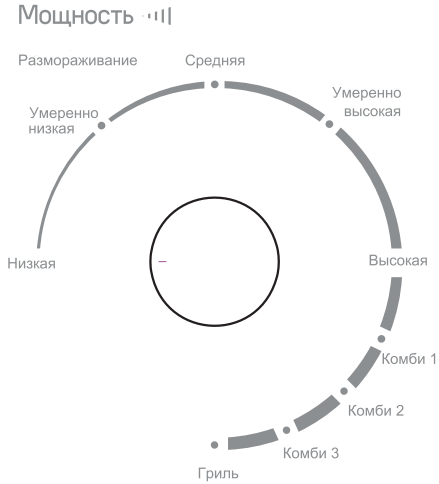 Мощность
Размораживание
Средняя
Умеренно
высокая
Умеренно
низкая
Низкая
Высокая
Комби 1
Комби 2
Комби 3
Гриль